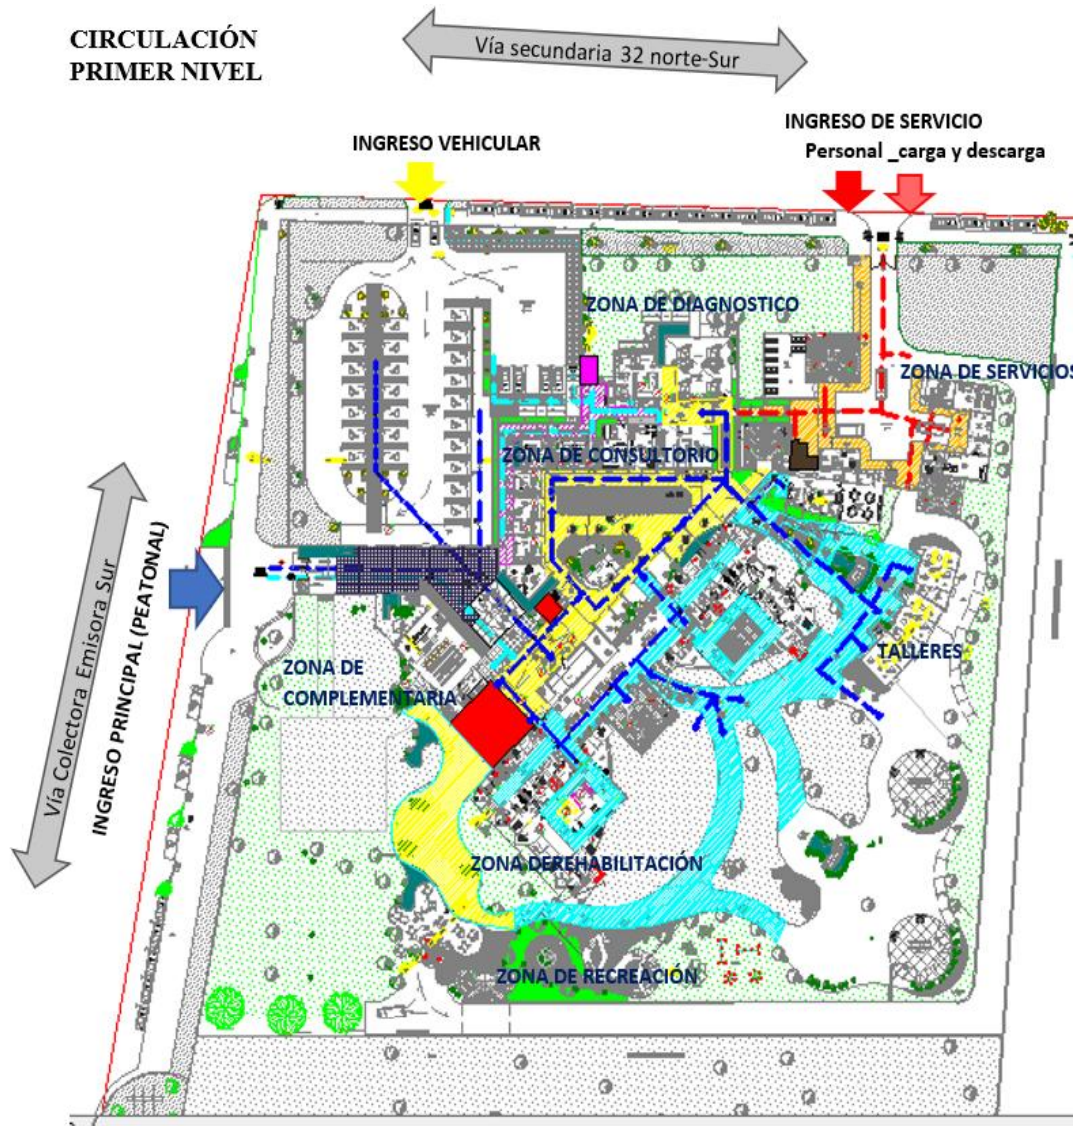 CIRCULACIÓN
PRIMER NIVEL
Vía secundaria 32 norte-Sur
INGRESO DE SERVICIO
Personal _carga y descarga
INGRESO VEHICULAR
ZONA DE DIAGNOSTICO
ZONA DE SERVICIOS
ZONA DE CONSULTORIO
Vía Colectora Emisora Sur
INGRESO PRINCIPAL (PEATONAL)
TALLERES
ZONA DE
COMPLEMENTARIA
ZONA DEREHABILITACIÓN
ZONA DE RECREACIÓN